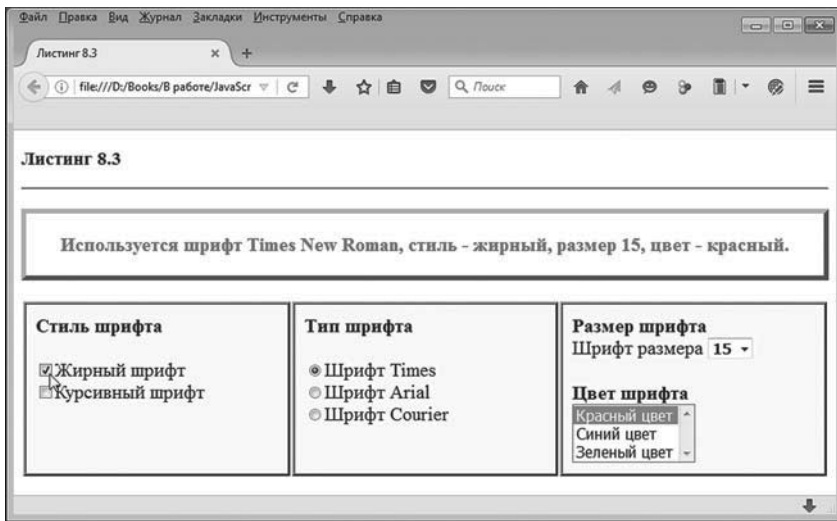 Файл Правка Вид Журнал Закладки Инструменты Справка
Листинг 8.3
file:///D:/Books/В работе/JavaScr
Поиск
Листинг 8.3
Используется шрифт Times New Roman, стиль - жирный, размер 15, цвет - красный.
Стиль шрифта
Жирный шрифт
Курсивный шрифт
Тип шрифта
Шрифт Times
Шрифт Arial
Шрифт Courier
Размер шрифта
Шрифт размера 15
Цвет шрифта
Красный цвет
Синий цвет
Зеленый цвет